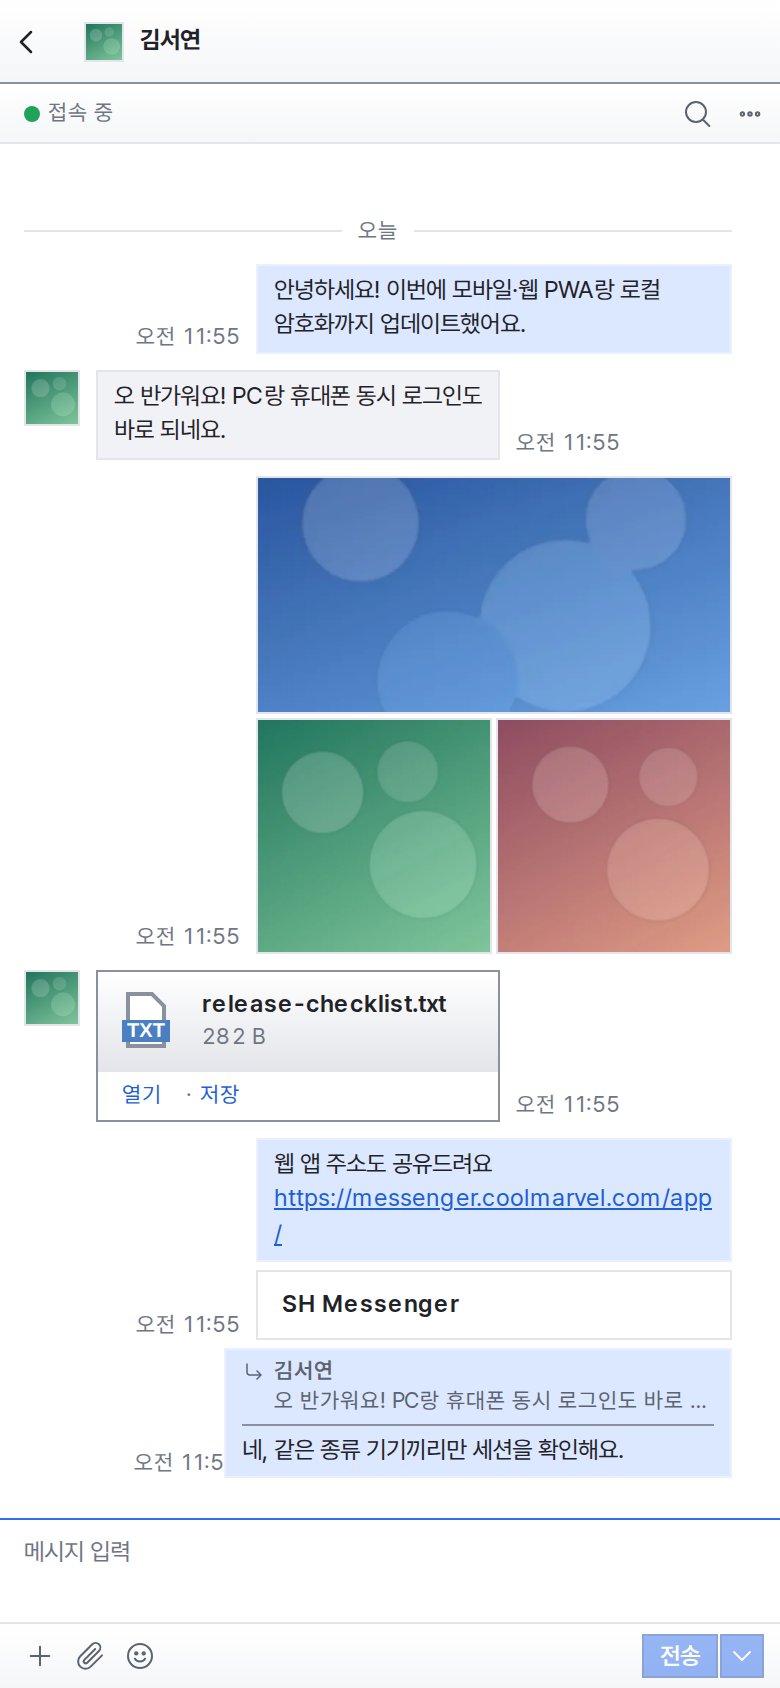 김서연
접속 중
오늘
안녕하세요! 이번에 모바일·웹 PWA랑 로컬
암호화까지 업데이트했어요.
오전 11:55
오 반가워요! PC랑 휴대폰 동시 로그인도
바로 되네요.
오전 11:55
오전 11:55
release-checklist.txt
TXT
282 B
열기 · 저장
오전 11:55
웹 앱 주소도 공유드려요
https://messenger.coolmarvel.com/app
/
SH Messenger
오전 11:55
김서연
오 반가워요! PC랑 휴대폰 동시 로그인도 바로 ...
네, 같은 종류 기기끼리만 세션을 확인해요.
오전 11:5
메시지 입력
전송